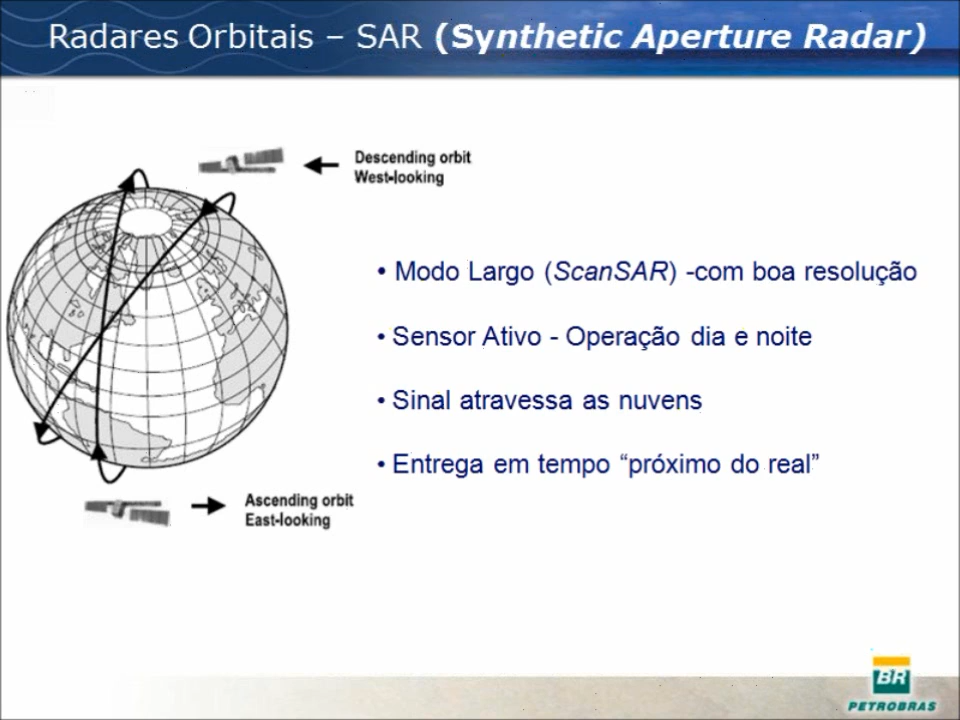 Radares Orbitais – SAR (Synthetic Aperture Radar)
Descending orbit
West-looking
• Modo Largo (ScanSAR) -com boa resolução
• Sensor Ativo - Operação dia e noite
• Sinal atravessa as nuvens
• Entrega em tempo “próximo do real”
Ascending orbit
East-looking
BR
PETROBRAS